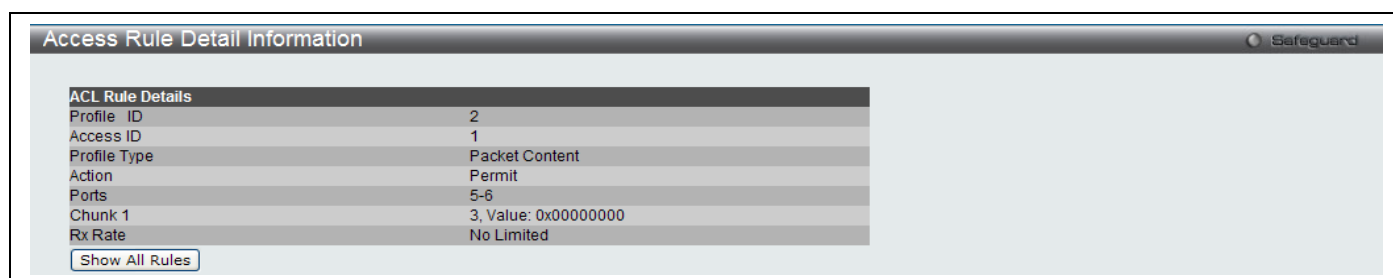 Access Rule Detail Information
Safeguard
ACL Rule Details
Profile ID 2
Access ID 1
Profile Type Packet Content
Action Permit
Ports 5-6
Chunk 1 3, Value: 0x00000000
Rx Rate No Limited
Show All Rules